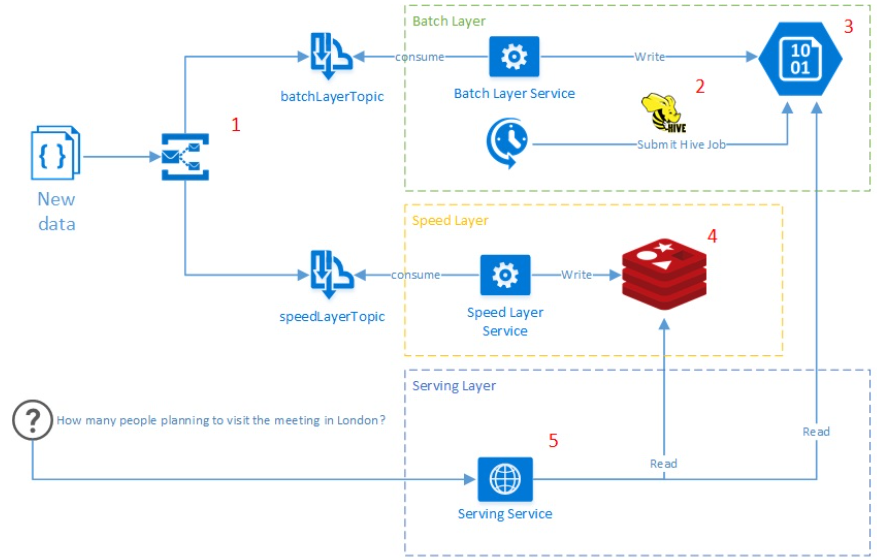 Batch Layer
3
10
01
consume
Write
batchLayerTopic
Batch Layer Service
2
1
HIVE
Submit Hive Job
{ }
New
data
Speed Layer
4
consume
Write
speedLayerTopic
Speed Layer
Service
Serving Layer
?
How many people planning to visit the meeting in London?
5
Read
Read
Serving Service